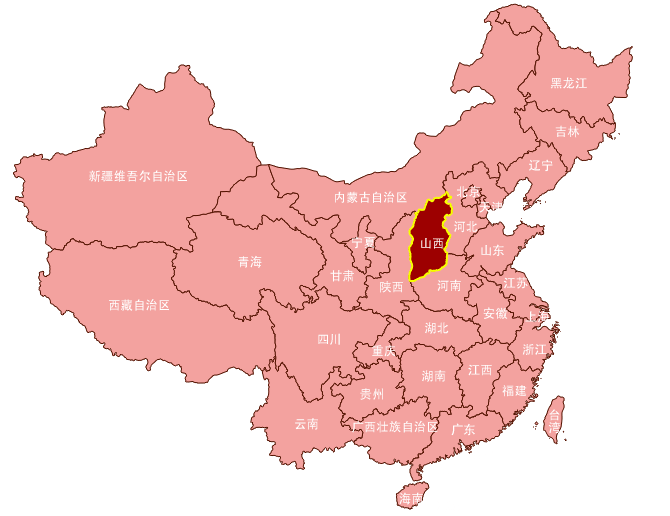 黑龙江
吉林
辽宁
新疆维吾尔自治区
内蒙古自治区
北京
天津
河北
宁夏
山西
山东
青海
甘肃
陕西
河南
江苏
西藏自治区
安徽
上海
四川
湖北
重庆
浙江
江西
湖南
贵州
福建
云南
广西壮族自治区
广东
台湾
海南